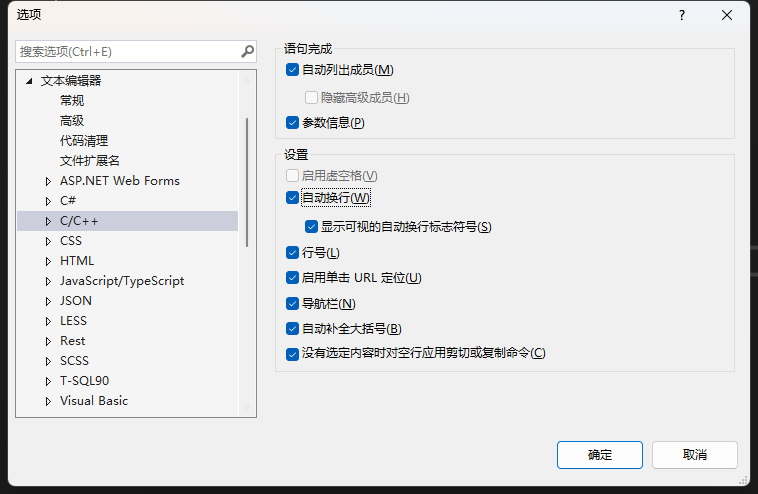 选项
?
搜索选项(Ctrl+E)
文本编辑器
常规
高级
代码清理
文件扩展名
ASP.NET Web Forms
C#
C/C++
CSS
HTML
JavaScript/TypeScript
JSON
LESS
Rest
SCSS
T-SQL90
Visual Basic
语句完成
自动列出成员(M)
隐藏高级成员(H)
参数信息(P)
设置
启用虚空格(V)
自动换行(W)
显示可视的自动换行标志符号(S)
行号(L)
启用单击 URL 定位(U)
导航栏(N)
自动补全大括号(B)
没有选定内容时对空行应用剪切或复制命令(C)
确定
取消